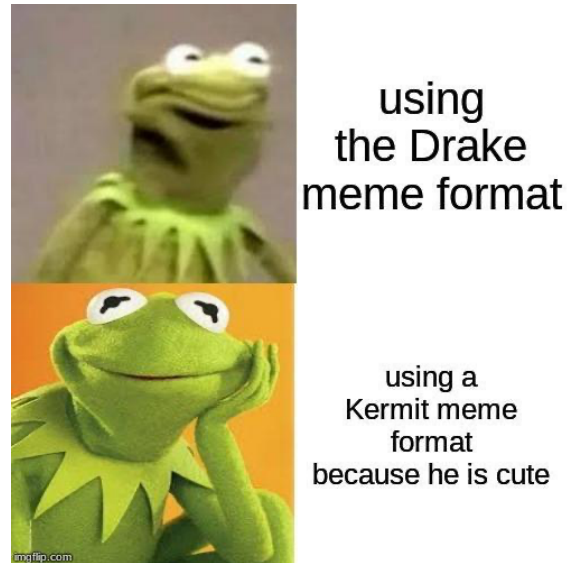 using
the Drake
meme format
using a
Kermit meme
format
because he is cute
imgflip.com